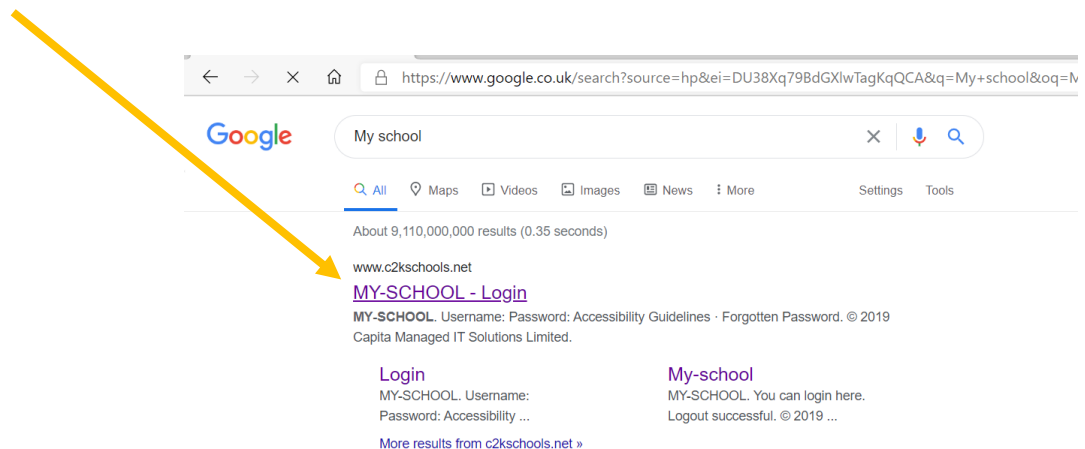 https://www.google.co.uk/search?source=hp&ei=DU38Xq79BdGXlwTagKqQCA&q=My+school&oq=M
Google
My school
All Maps Videos Images News More Settings Tools
About 9,110,000,000 results (0.35 seconds)
www.c2kschools.net
MY-SCHOOL - Login
MY-SCHOOL. Username: Password: Accessibility Guidelines · Forgotten Password. © 2019
Capita Managed IT Solutions Limited.
Login
MY-SCHOOL. Username:
Password: Accessibility ...
My-school
MY-SCHOOL. You can login here.
Logout successful. © 2019 ...
More results from c2kschools.net »